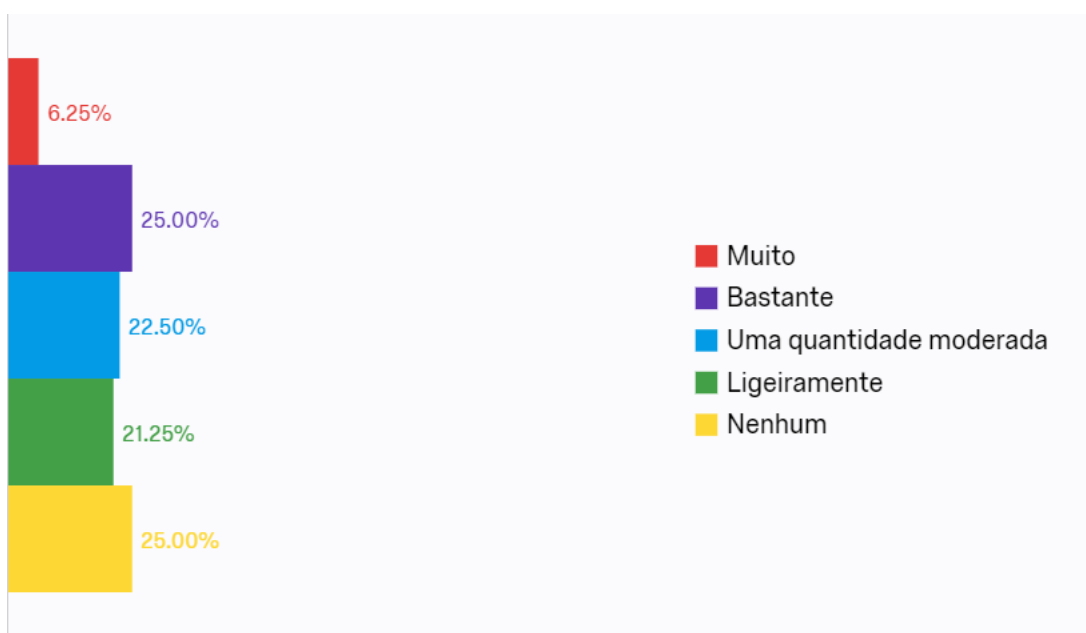 6.25%
25.00%
22.50%
21.25%
25.00%
Muito
Bastante
Uma quantidade moderada
Ligeiramente
Nenhum